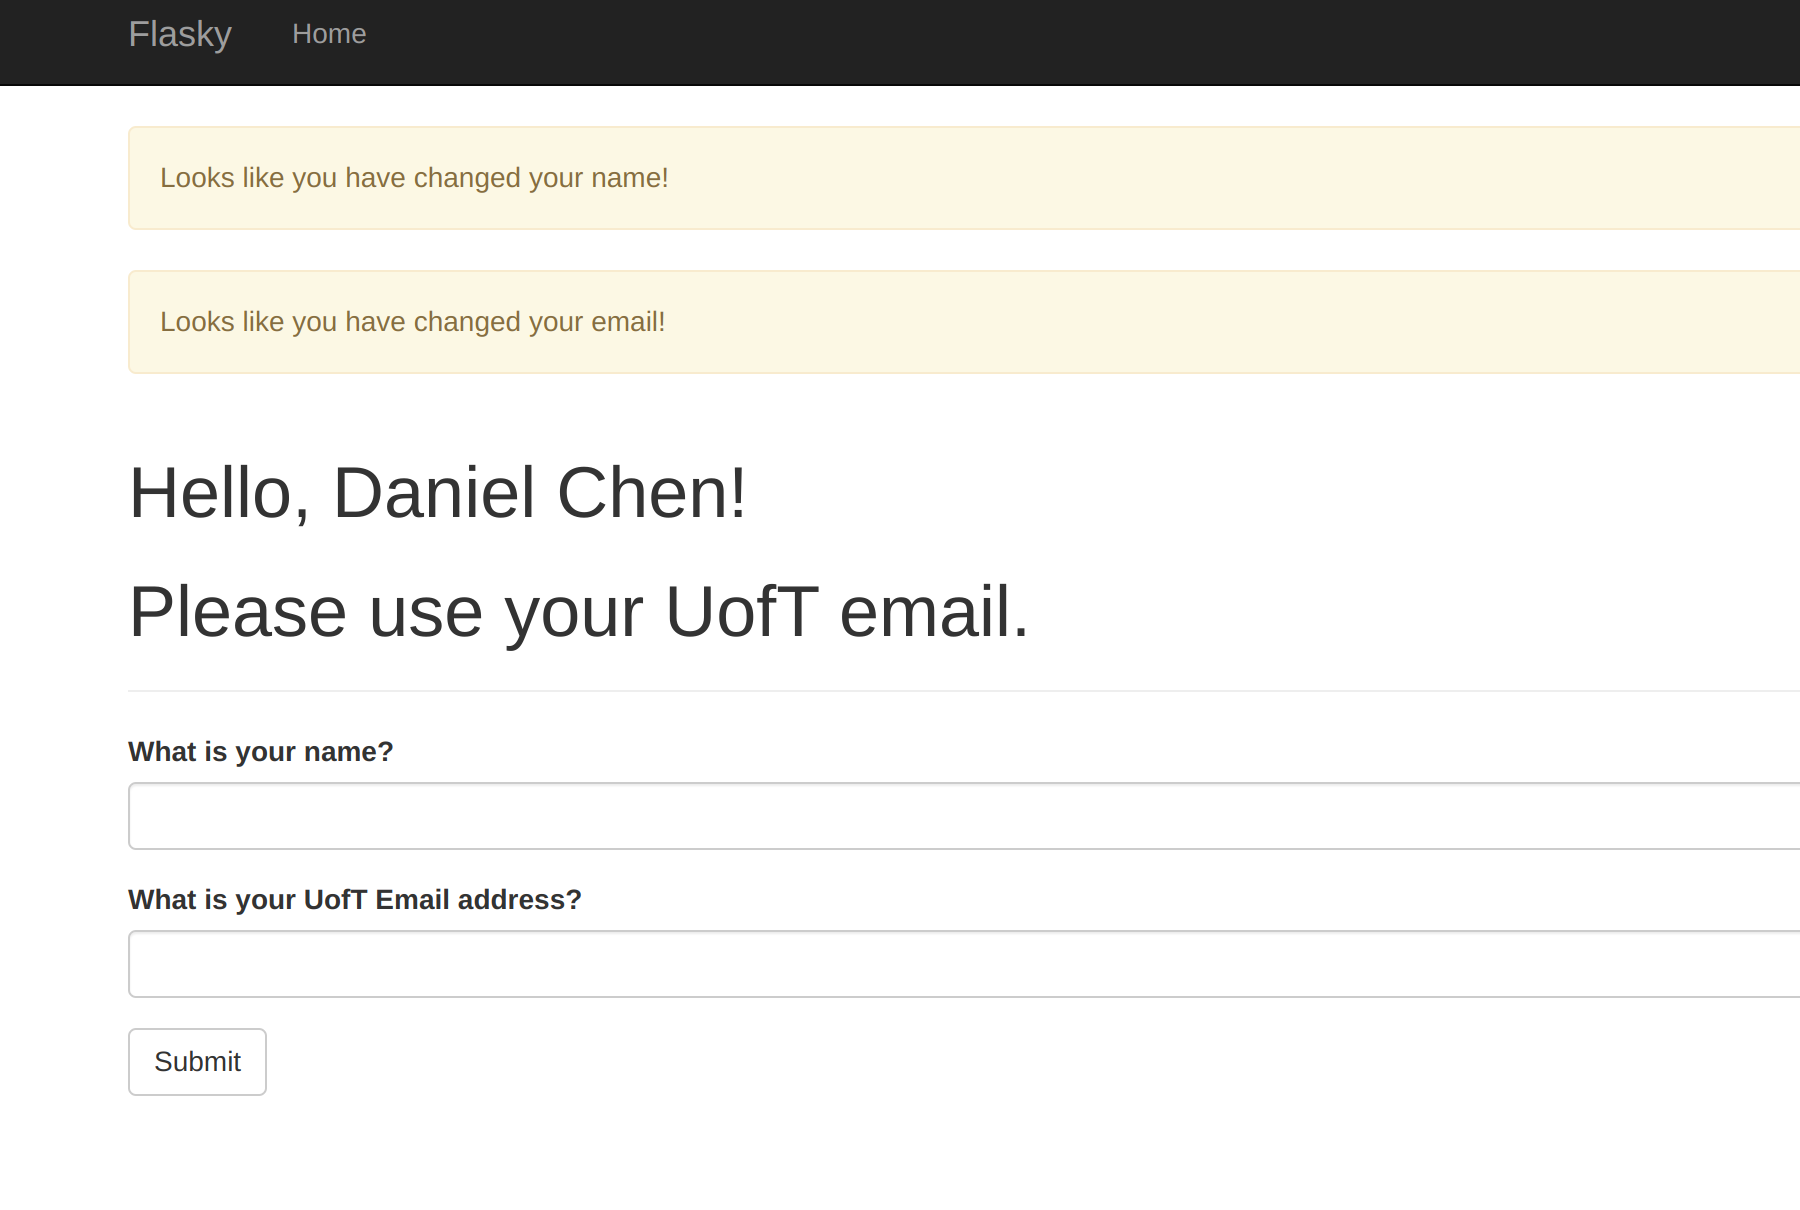 Flasky Home
Looks like you have changed your name!
Looks like you have changed your email!
Hello, Daniel Chen!
Please use your UofT email.
What is your name?
What is your UofT Email address?
Submit